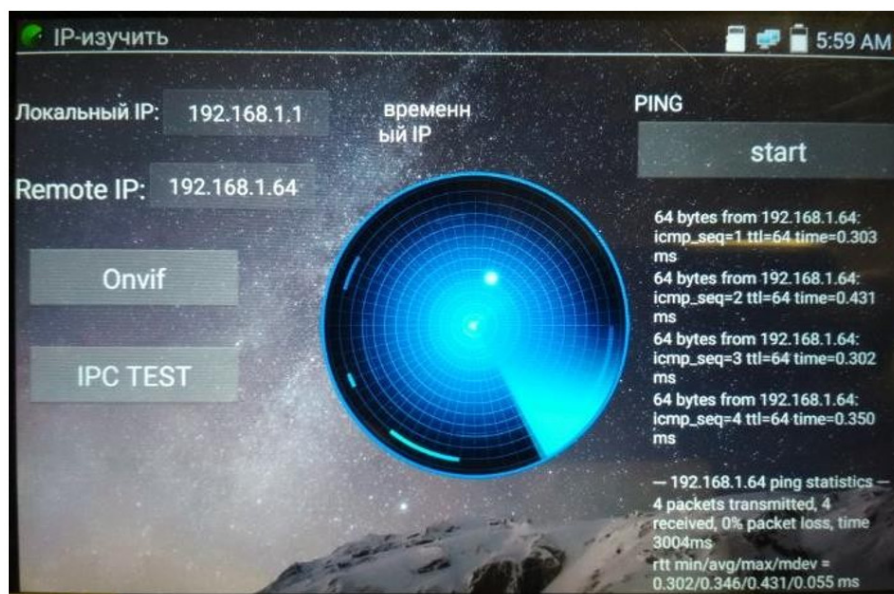 IP-изучить
5:59 AM
Локальный IP: 192.168.1.1
Remote IP: 192.168.1.64
Onvif
IPC TEST
временн
ый IP
PING
start
64 bytes from 192.168.1.64:
icmp_seq=1 ttl=64 time=0.303
ms
64 bytes from 192.168.1.64:
icmp_seq=2 ttl=64 time=0.431
ms
64 bytes from 192.168.1.64:
icmp_seq=3 ttl=64 time=0.302
ms
64 bytes from 192.168.1.64:
icmp_seq=4 ttl=64 time=0.350
ms
— 192.168.1.64 ping statistics —
4 packets transmitted, 4
received, 0% packet loss, time
3004ms
rtt min/avg/max/mdev =
0.302/0.346/0.431/0.055 ms